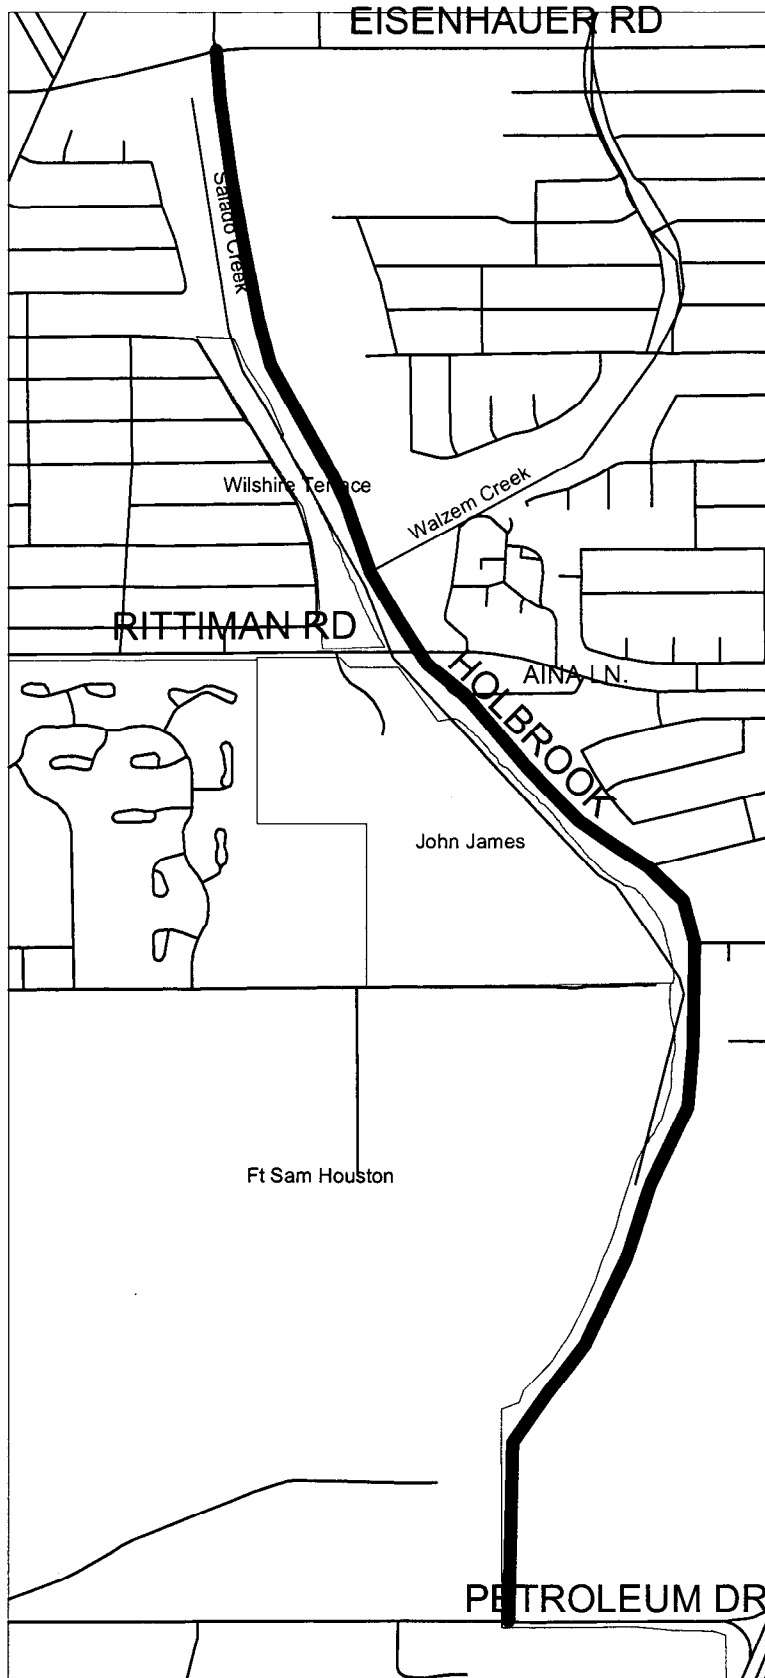 EISENHAUER RD
Salado Creek
Wilshire Terrace
Walzem Creek
RITTIMAN RD
AINA LN.
HOLBROOK
John James
Ft Sam Houston
PETROLEUM DR